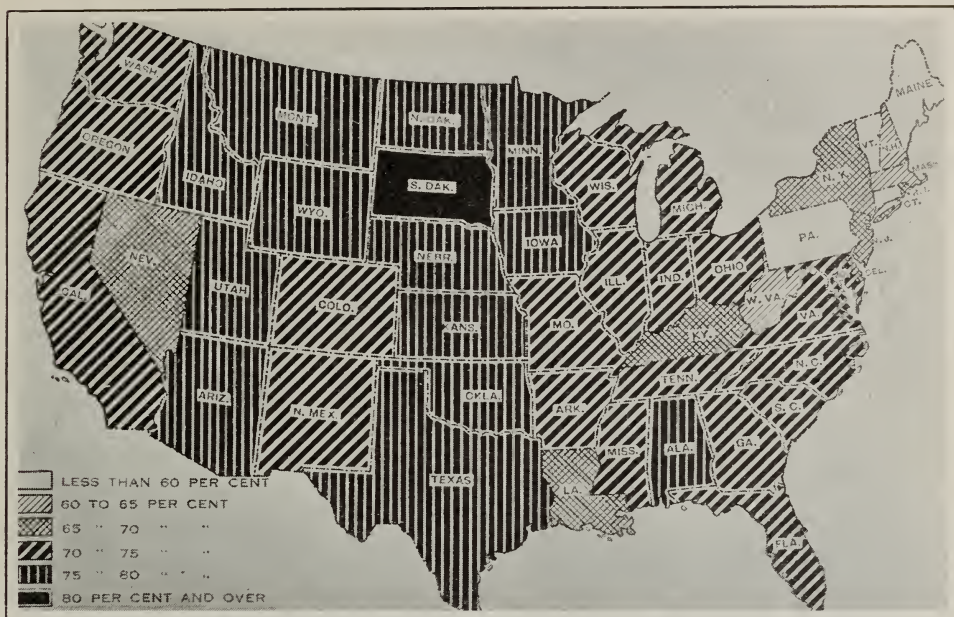 WASH.
MONT.
N. DAK.
MINN.
MAINE
OREGON
IDAHO
S. DAK.
WIS.
VT.
N.H.
N. Y.
MASS.
R.I.
CT.
WYO.
MICH.
IOWA
PA.
N.J.
NEV.
NEBR.
ILL.
IND.
OHIO
DEL.
CAL.
UTAH
COLO.
W. VA.
ANS.
MO.
VA.
KY.
ARIZ.
N. MEX.
OKLA.
ARK.
TENN.
N.C.
S. C.
TEXAS
MISS.
ALA.
GA.
LA.
FLA.
LESS THAN 60 PER CENT
60 TO 65 PER CENT
65 " 70 " "
70 " 75 " "
75 " 80 " "
80 PER CENT AND OVER